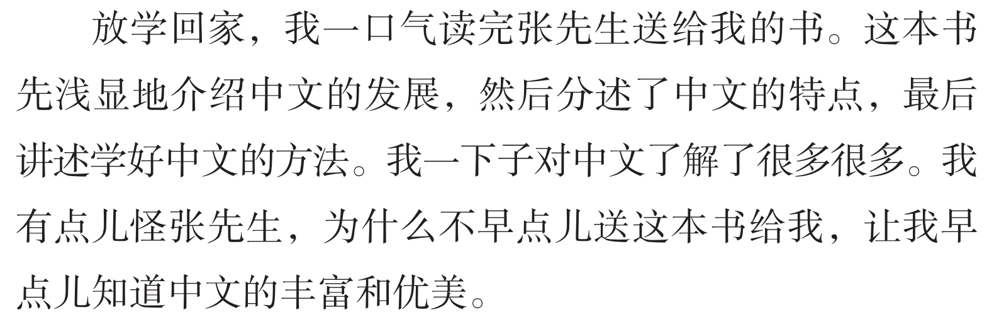 放学回家，我一口气读完张先生送给我的书。这本书
先浅显地介绍中文的发展，然后分述了中文的特点，最后
讲述学好中文的方法。我一下子对中文了解了很多很多。我
有点儿怪张先生，为什么不早点儿送这本书给我，让我早
点儿知道中文的丰富和优美。